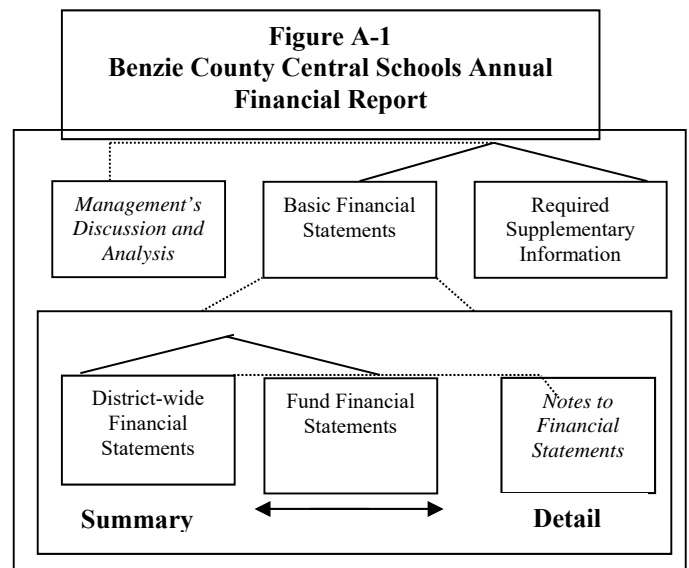 Figure A-1
Benzie County Central Schools Annual
Financial Report
Management’s
Discussion and
Analysis
Basic Financial
Statements
Required
Supplementary
Information
District-wide
Financial
Statements
Fund Financial
Statements
Notes to
Financial
Statements
Summary
Detail